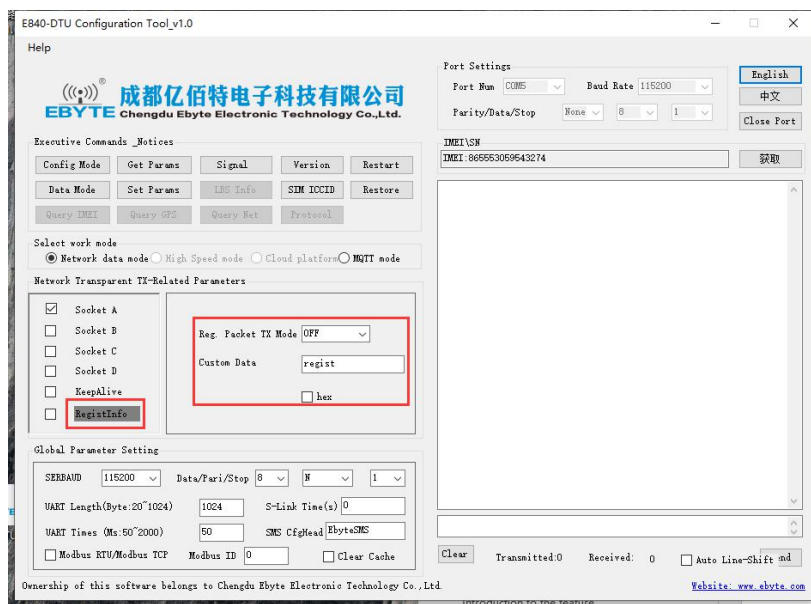 E840-DTU Configuration Tool_v1.0
Help
EBYTE ® 成都亿佰特电子科技有限公司
Chengdu Ebyte Electronic Technology Co.,Ltd.
Port Settings
Port Num COM5 Baud Rate 115200
Parity/Data/Stop None 8 1
English
中文
Close Port
Executive Commands _Notices
Config Mode Get Params Signal Version Restart
Data Mode Set Params LBS Info SIM ICCID Restore
Query IMEI Query GPS Query Net Protocol
IMEI\SN
IMEI:865553059543274 获取
Select work mode
Network data mode High Speed mode Cloud platform MQTT mode
Network Transparent TX-Related Parameters
Socket A
Socket B
Socket C
Socket D
KeepAlive
RegistInfo
Reg. Packet TX Mode OFF
Custom Data regist
hex
Global Parameter Setting
SERBAUD 115200 Data/Pari/Stop 8 N 1
UART Length(Byte:20~1024) 1024 S-Link Time(s) 0
UART Times (Ms:50~2000) 50 SMS CfgHead EbyteSMS
Modbus RTU/Modbus TCP Modbus ID 0 Clear Cache
Clear Transmitted:0 Received: 0 Auto Line-Shift nd
Ownership of this software belongs to Chengdu Ebyte Electronic Technology Co.,Ltd.
Website: www.ebyte.com